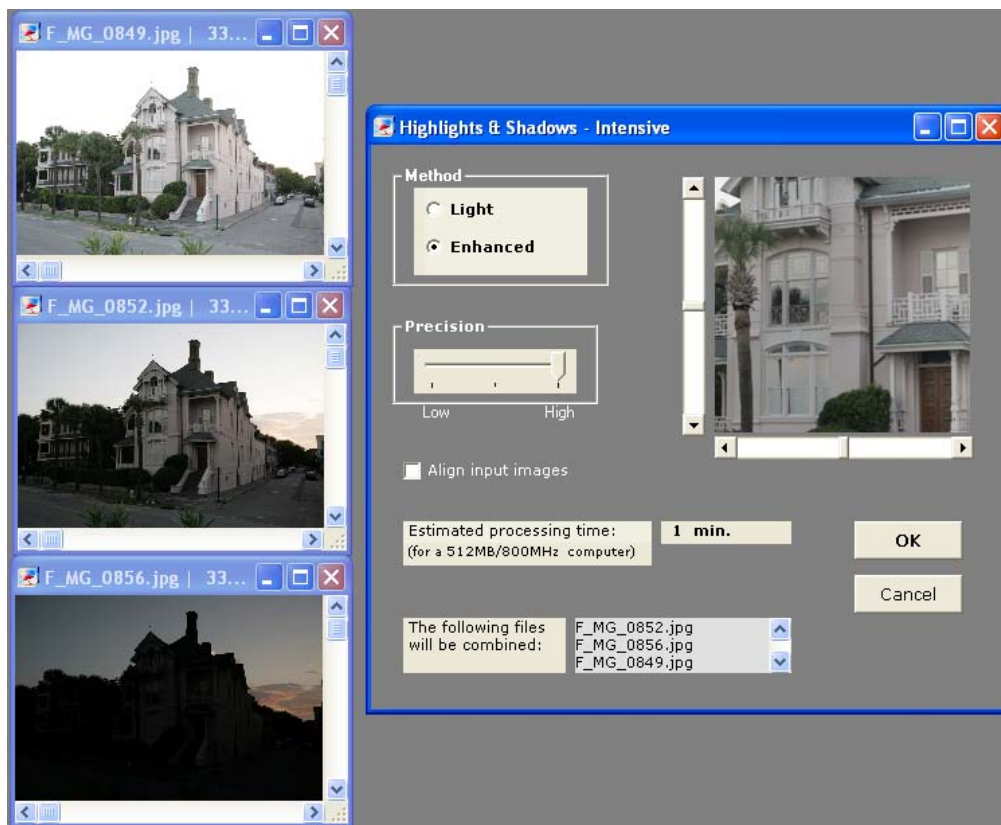 F_MG_0849.jpg | 33...
F_MG_0852.jpg | 33...
F_MG_0856.jpg | 33...
Highlights & Shadows - Intensive
Method
Light
Enhanced
Precision
Low High
Align input images
Estimated processing time: 1 min.
(for a 512MB/800MHz computer)
OK
Cancel
The following files
will be combined:
F_MG_0852.jpg
F_MG_0856.jpg
F_MG_0849.jpg